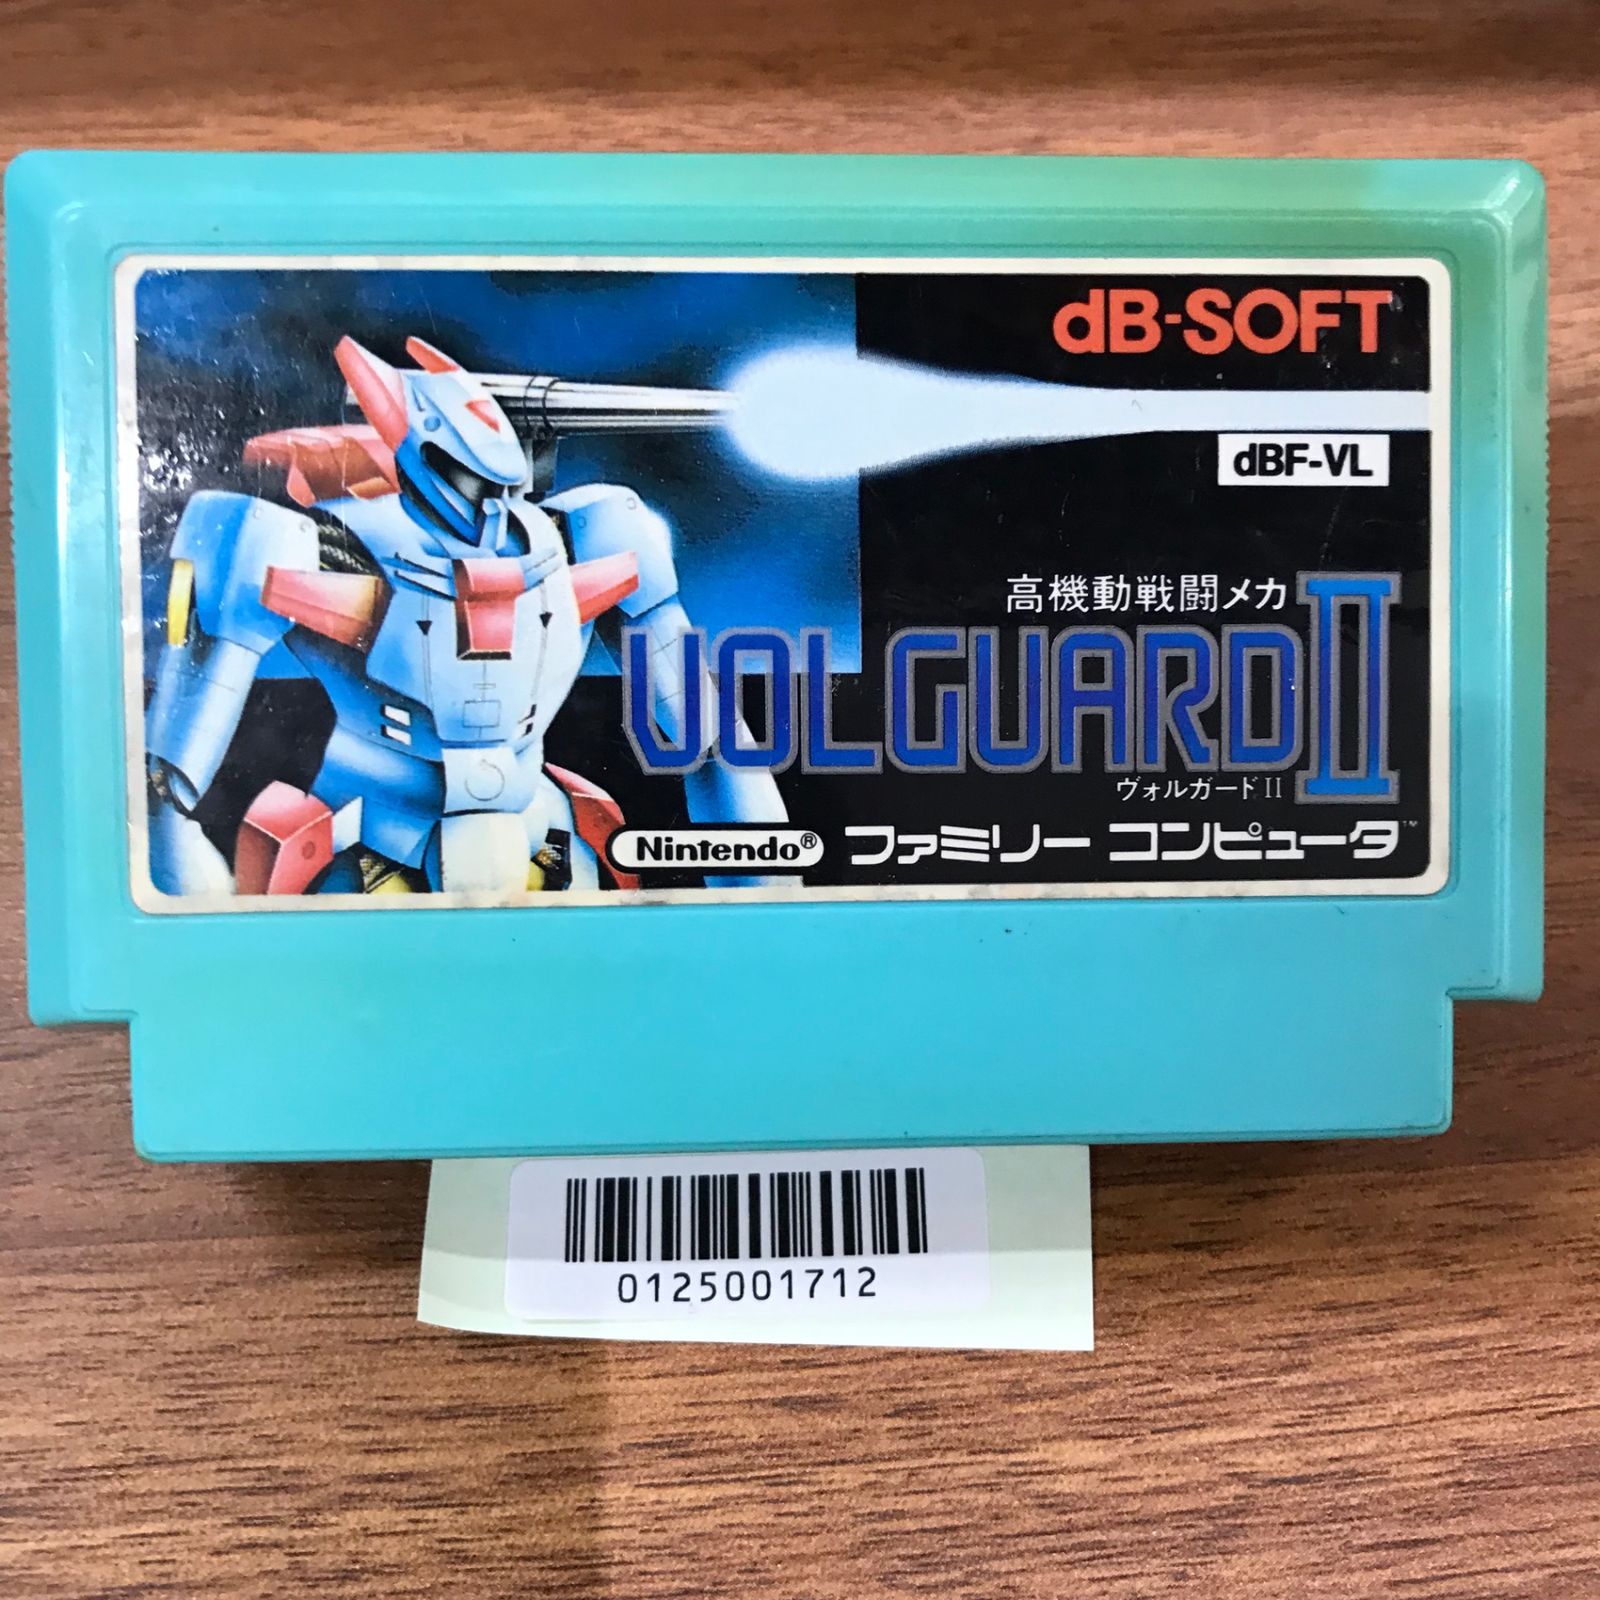 dB-SOFT
dBF-VL
高機動戦闘メカ
VOLGUARD II
ヴォルガードII
Nintendo® ファミリー コンピュータ™
0125001712